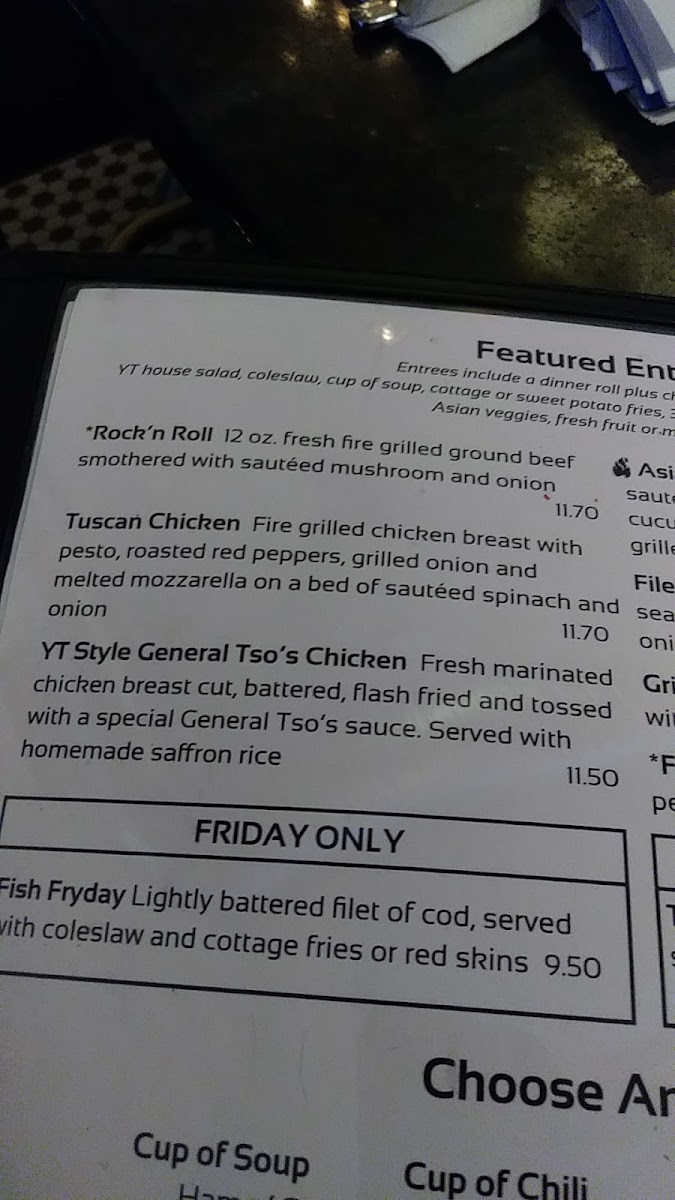 Featured
Entrees include a dinner roll plus
YT house salad, coleslaw, cup of soup, cottage or sweet potato fries,
Asian veggies, fresh fruit or
*Rock'n Roll 12 oz. fresh fire grilled ground beef
smothered with sautéed mushroom and onion
11.70
Tuscan Chicken Fire grilled chicken breast with
pesto, roasted red peppers, grilled onion and
melted mozzarella on a bed of sautéed spinach and
onion
11.70
YT Style General Tso's Chicken Fresh marinated
chicken breast cut, battered, flash fried and tossed
with a special General Tso's sauce. Served with
homemade saffron rice
11.50
FRIDAY ONLY
Fish Fryday Lightly battered filet of cod, served
with coleslaw and cottage fries or red skins 9.50
Choose
Cup of Soup
Cup of Chili